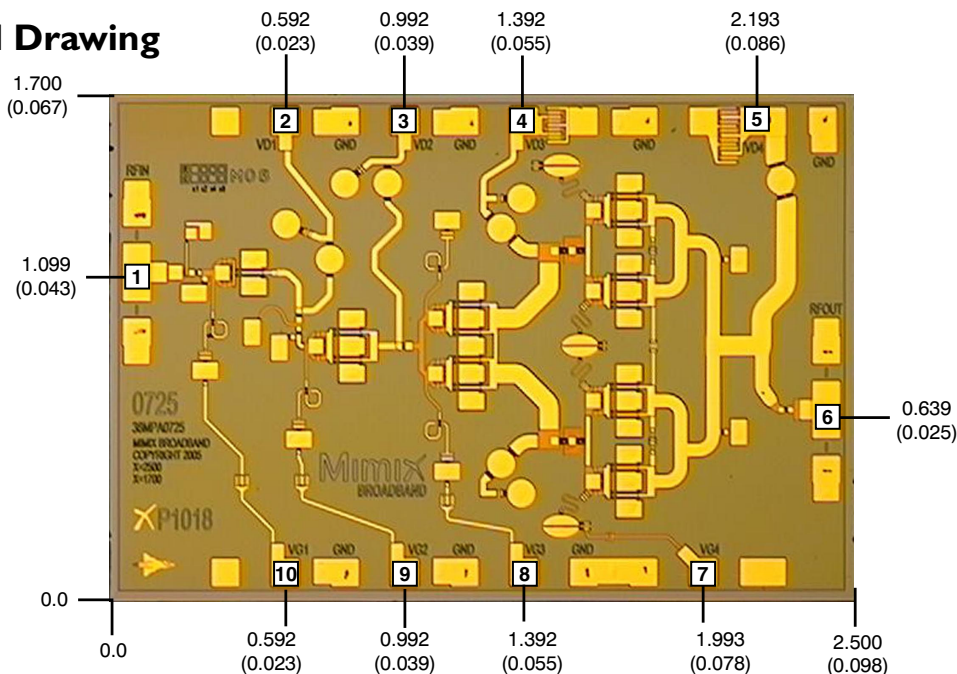 d Drawing
0.592
(0.023)
0.992
(0.039)
1.392
(0.055)
2.193
(0.086)
1.700
(0.067)
2
3
4
5
VD1
GND
VD2
GND
VD3
GND
VD4
GND
RFIN
MOG
1.099
(0.043)
1
RFOUT
6
0.639
(0.025)
0725
38MPA0725
MIMIX BROADBAND
COPYRIGHT 2005
X=2500
Y=1700
Mimix
BROADBAND
XP1018
VG1
GND
VG2
GND
VG3
GND
VG4
10
9
8
7
0.0
0.0
0.592
(0.023)
0.992
(0.039)
1.392
(0.055)
1.993
(0.078)
2.500
(0.098)